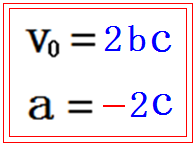 v₀ = 2bc
a = −2c